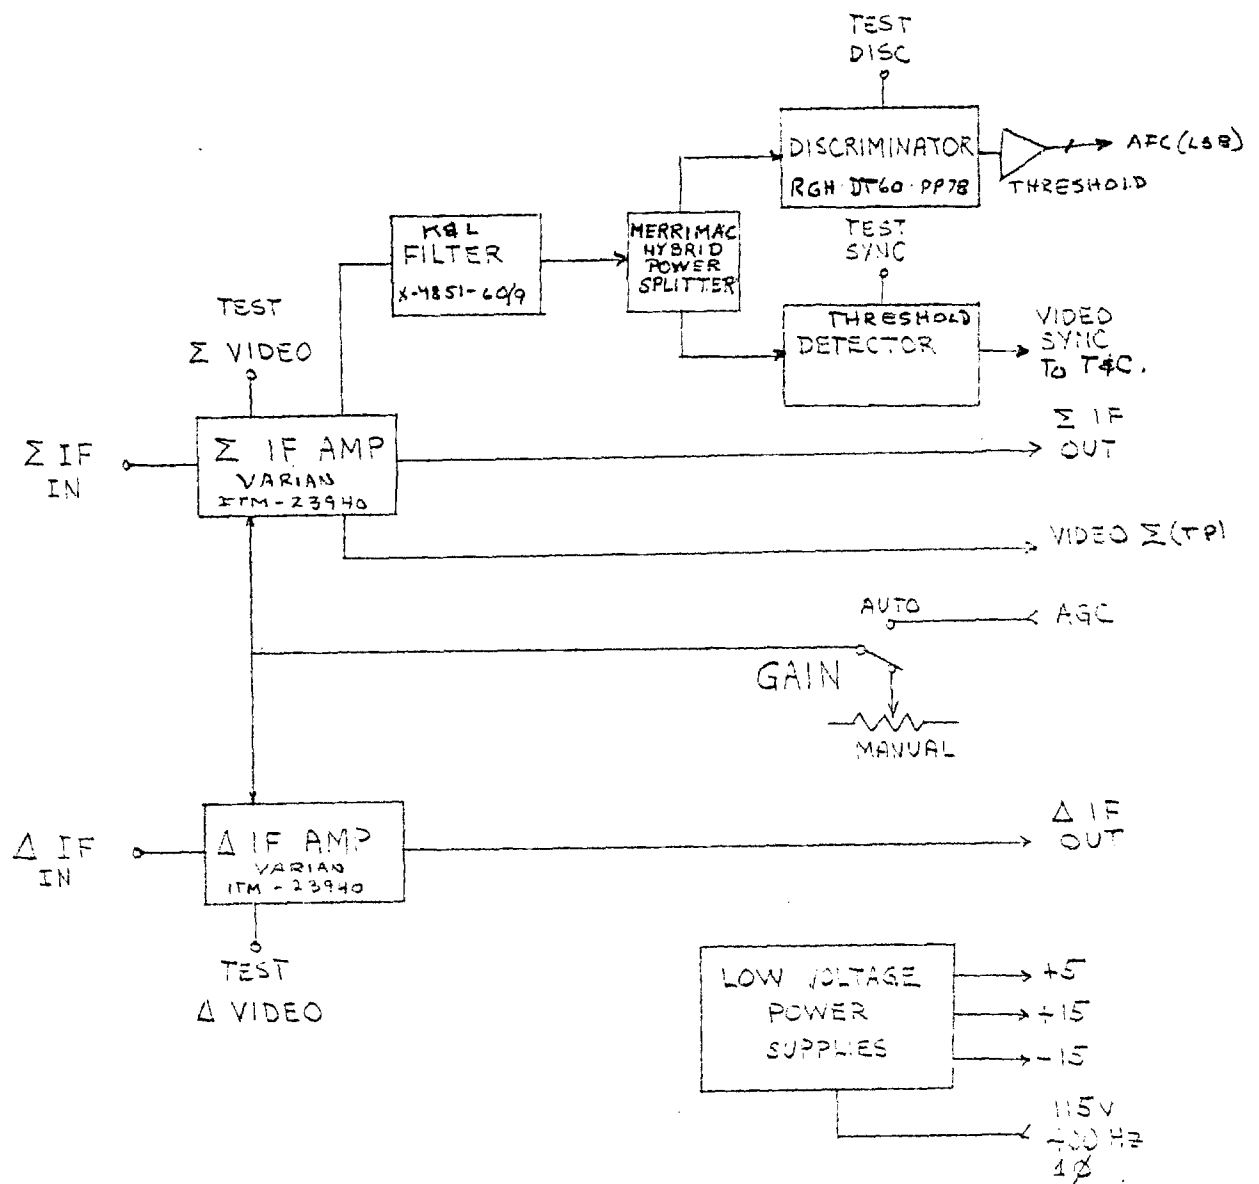 TEST
DISC
DISCRIMINATOR
RGH·DT60·PP78
AFC (LSB)
THRESHOLD
K&L
FILTER
X-4851-60/9
MERRIMAC
HYBRID
POWER
SPLITTER
TEST
SYNC
THRESHOLD
DETECTOR
VIDEO
SYNC
TO T&C.
TEST
Σ VIDEO
Σ IF
IN
Σ IF AMP
VARIAN
ITM-23940
Σ IF
OUT
VIDEO Σ(TP)
AUTO
AGC
GAIN
MANUAL
Δ IF
IN
Δ IF AMP
VARIAN
ITM-23940
Δ IF
OUT
TEST
Δ VIDEO
LOW VOLTAGE
POWER
SUPPLIES
+5
+15
-15
115V
400 HZ
1Ø